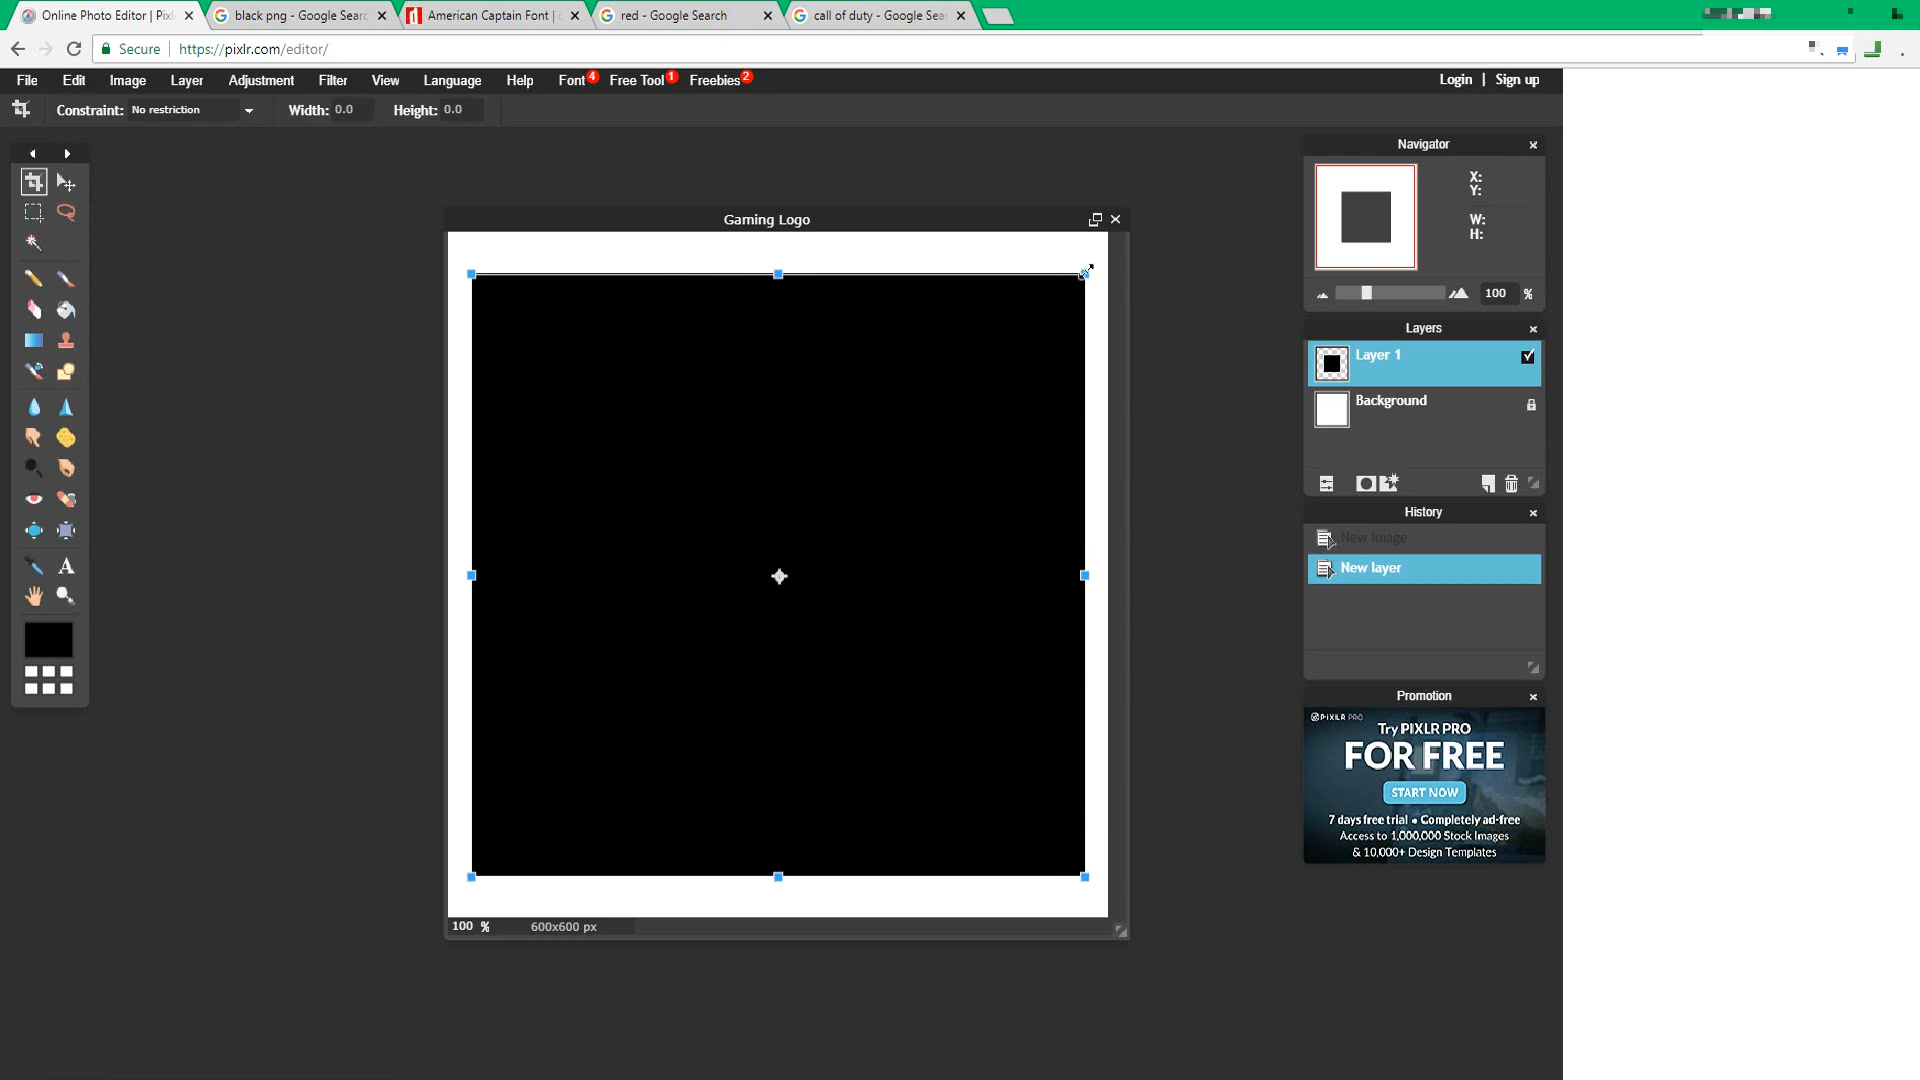 Online Photo Editor | Pixl
black png - Google Searc
American Captain Font |
red - Google Search
call of duty - Google Sea
Secure
https://pixlr.com/editor/
File Edit Image Layer Adjustment Filter View Language Help Font 4 Free Tool 1 Freebies 2
Login | Sign up
Constraint: No restriction Width: 0.0 Height: 0.0
Navigator
X:
Y:
W:
H:
100 %
Gaming Logo
Layers
Layer 1
Background
History
New image
New layer
Promotion
PIXLR PRO
Try PIXLR PRO
FOR FREE
START NOW
7 days free trial • Completely ad-free
Access to 1,000,000 Stock Images
& 10,000+ Design Templates
100 % 600x600 px